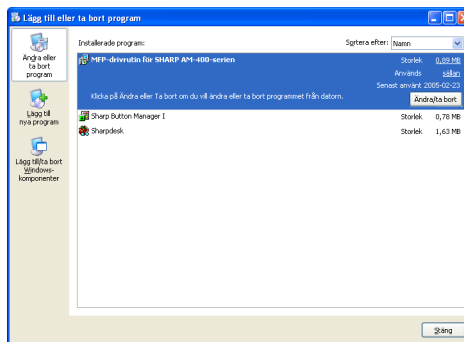 Lägg till eller ta bort program
Ändra eller
ta bort
program
Lägg till
nya program
Lägg till/ta bort
Windows-
komponenter
Installerade program:
Sortera efter: Namn
MFP-drivrutin för SHARP AM-400-serien
Storlek 0,89 MB
Används sällan
Senast använt 2005-02-23
Klicka på Ändra eller Ta bort om du vill ändra eller ta bort programmet från datorn.
Ändra/ta bort
Sharp Button Manager I
Storlek 0,78 MB
Sharpdesk
Storlek 1,63 MB
Stäng